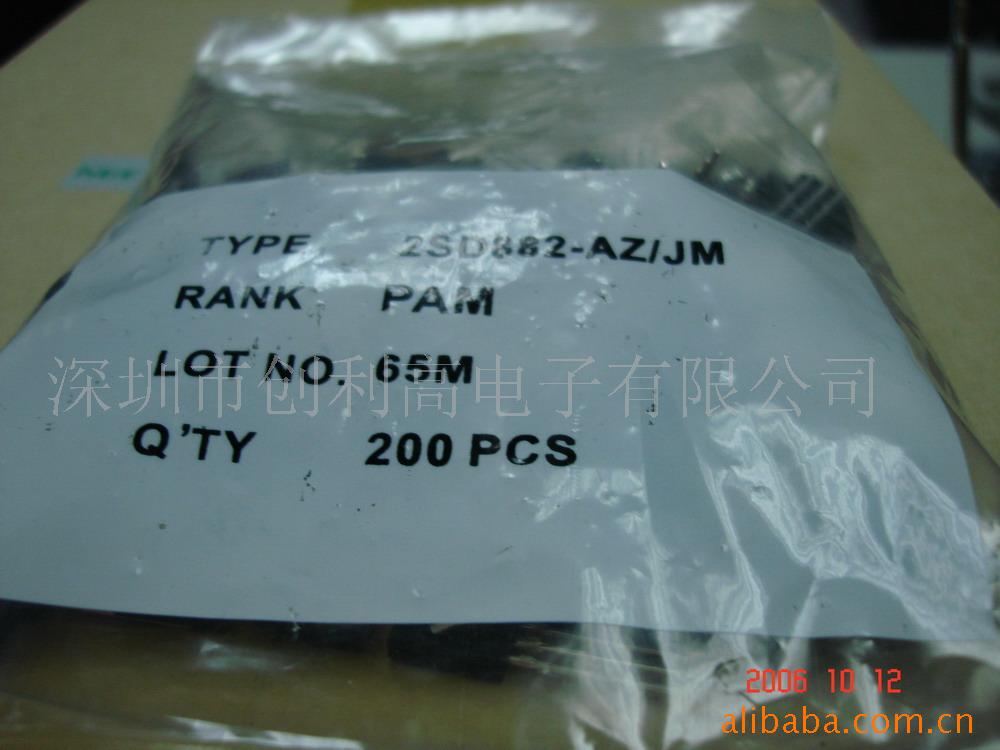 TYPE 2SD882-AZ/JM
RANK PAM
LOT NO. 65M
深圳市创利高电子有限公司
Q'TY 200 PCS
2006 10 12
alibaba.com.cn